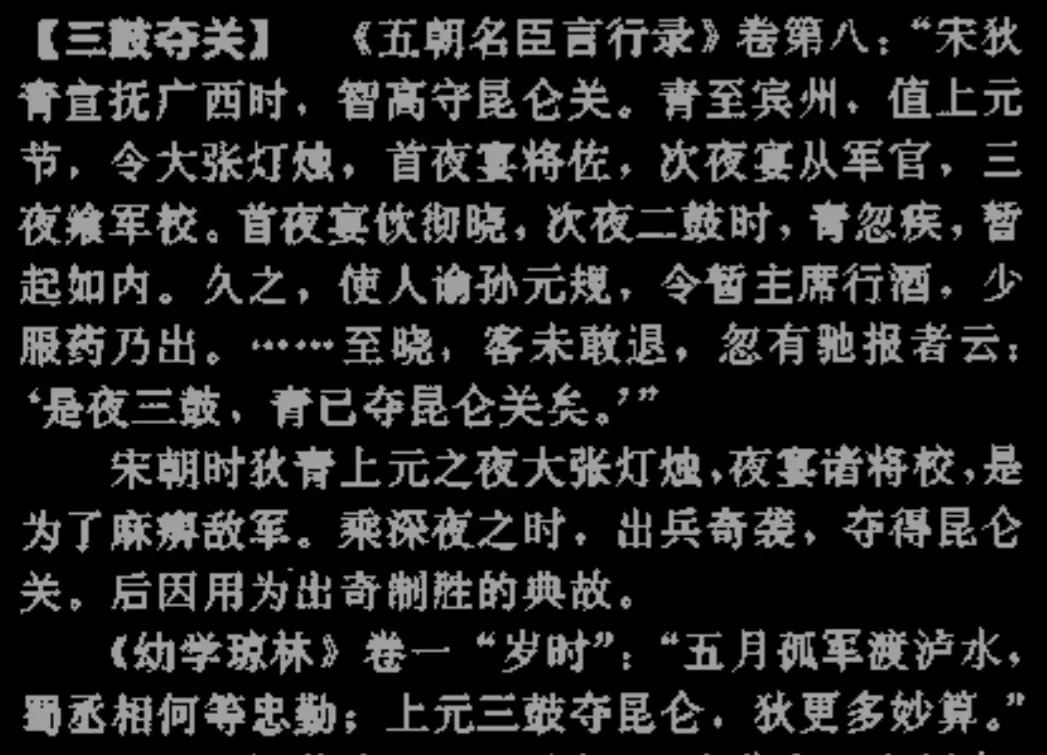 【三鼓夺关】 《五朝名臣言行录》卷第八：“宋狄
青宣抚广西时，智高守昆仑关。青至宾州，值上元
节，令大张灯烛，首夜宴将佐，次夜宴从军官，三
夜飨军校。首夜宴饮彻晓，次夜二鼓时，青忽疾，暂
起如内。久之，使人谕孙元规，令暂主席行酒，少
服药乃出。……至晓，客未敢退，忽有驰报者云：
‘是夜三鼓，青已夺昆仑关矣。’”
宋朝时狄青上元之夜大张灯烛，夜宴诸将校，是
为了麻痹敌军。乘深夜之时，出兵奇袭，夺得昆仑
关。后因用为出奇制胜的典故。
《幼学琼林》卷一“岁时”：“五月孤军渡泸水，
蜀丞相何等忠勤；上元三鼓夺昆仑，狄更多妙算。”